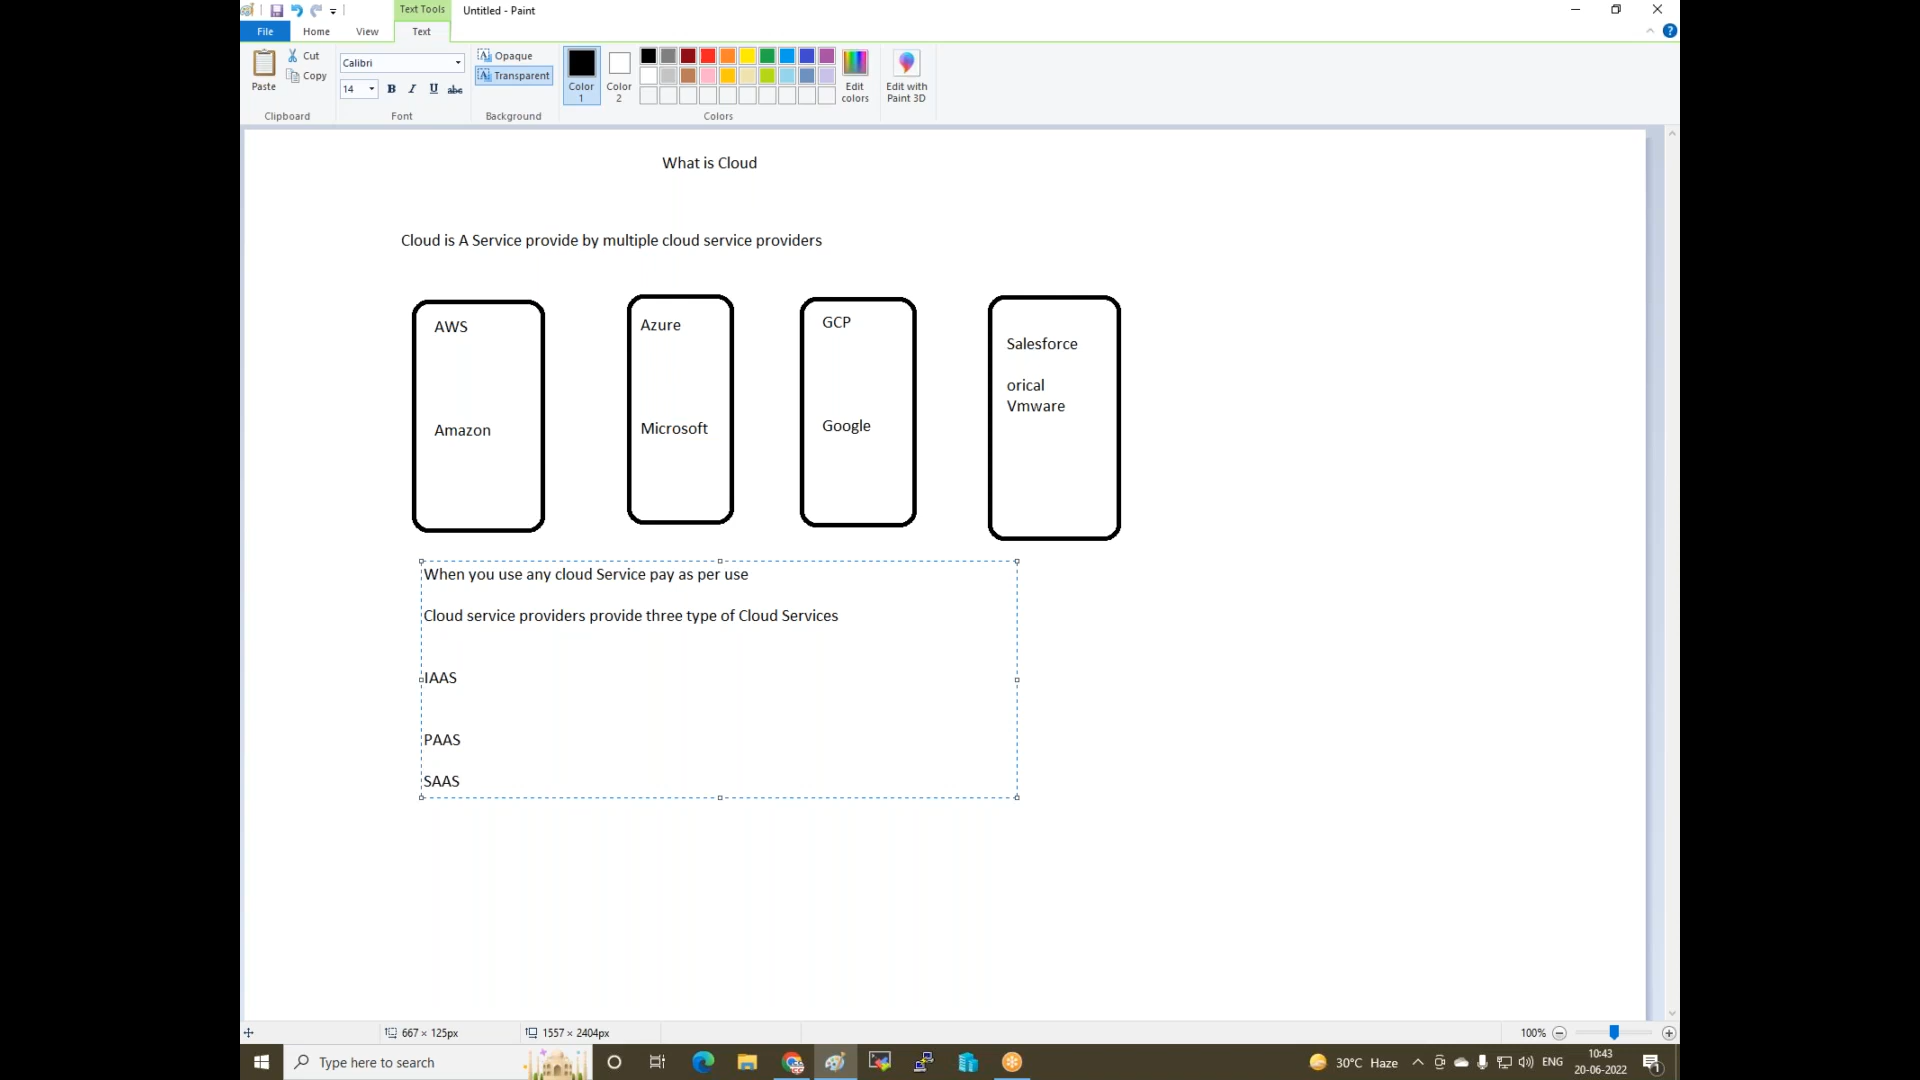 Text Tools
Untitled - Paint
File
Home
View
Text
Paste
Cut
Copy
Clipboard
Calibri
14
B
I
U
abc
Font
Opaque
Transparent
Background
Color
1
Color
2
Edit
colors
Edit with
Paint 3D
Colors
What is Cloud
Cloud is A Service provide by multiple cloud service providers
AWS
Amazon
Azure
Microsoft
GCP
Google
Salesforce
orical
Vmware
When you use any cloud Service pay as per use
Cloud service providers provide three type of Cloud Services
IAAS
PAAS
SAAS
667 × 125px
1557 × 2404px
100%
Type here to search
30°C Haze
ENG
10:43
20-06-2022
1